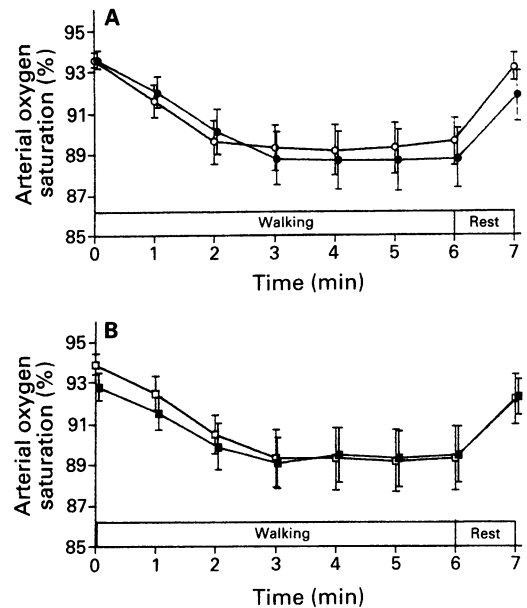 A
95
93
91
89
87
85
Arterial oxygen
saturation (%)
Walking
Rest
0 1 2 3 4 5 6 7
Time (min)
B
95
93
91
89
87
85
Arterial oxygen
saturation (%)
Walking
Rest
0 1 2 3 4 5 6 7
Time (min)